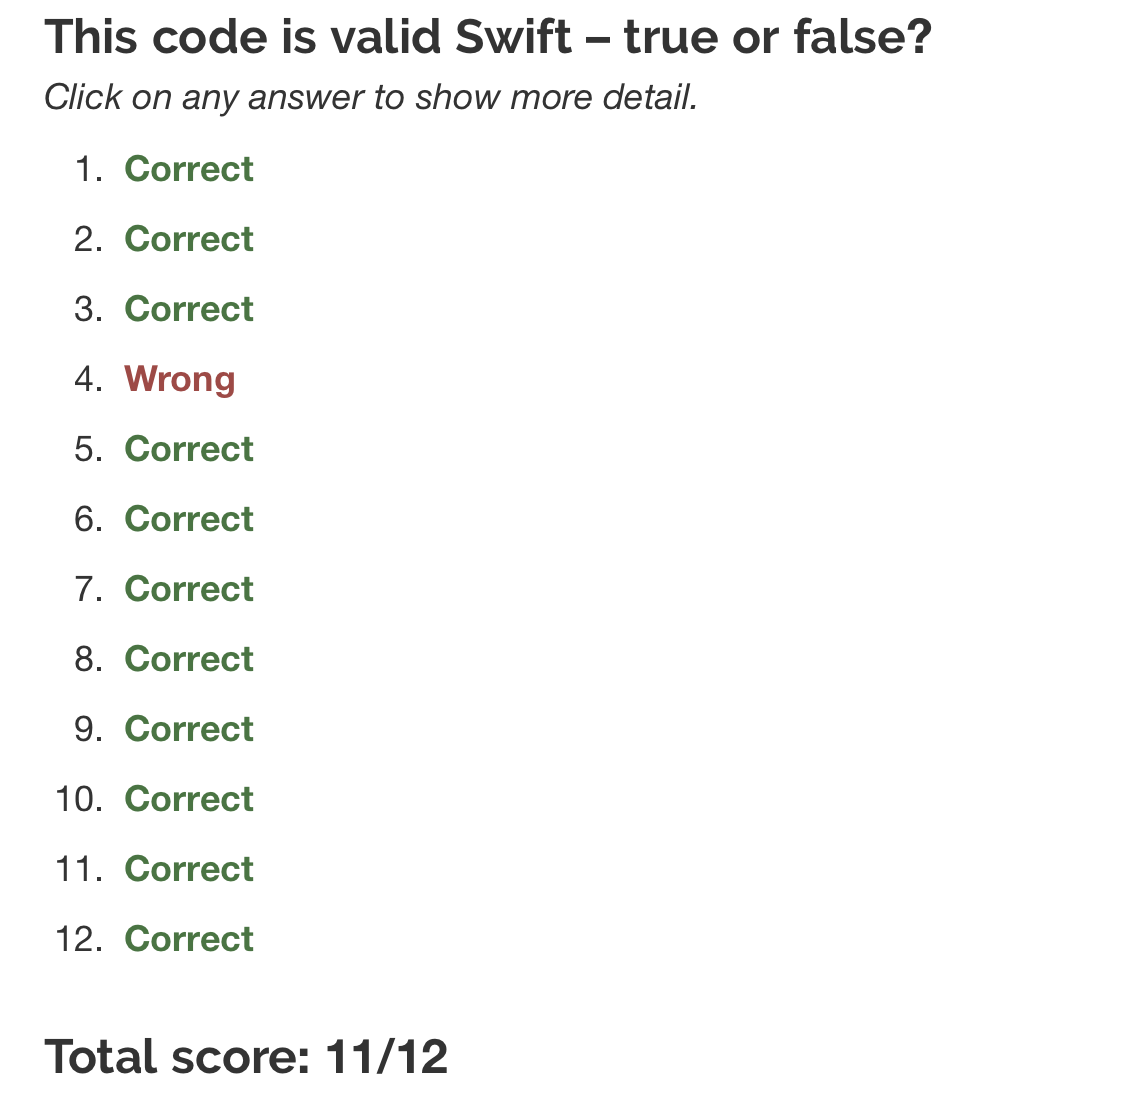 This code is valid Swift – true or false?
Click on any answer to show more detail.
1. Correct
2. Correct
3. Correct
4. Wrong
5. Correct
6. Correct
7. Correct
8. Correct
9. Correct
10. Correct
11. Correct
12. Correct
Total score: 11/12